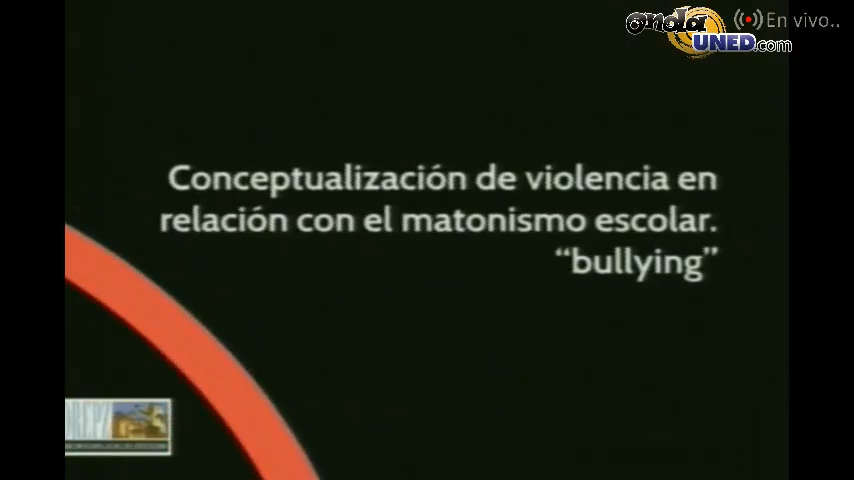 onda
UNED.com
En vivo..
Conceptualización de violencia en
relación con el matonismo escolar.
“bullying”